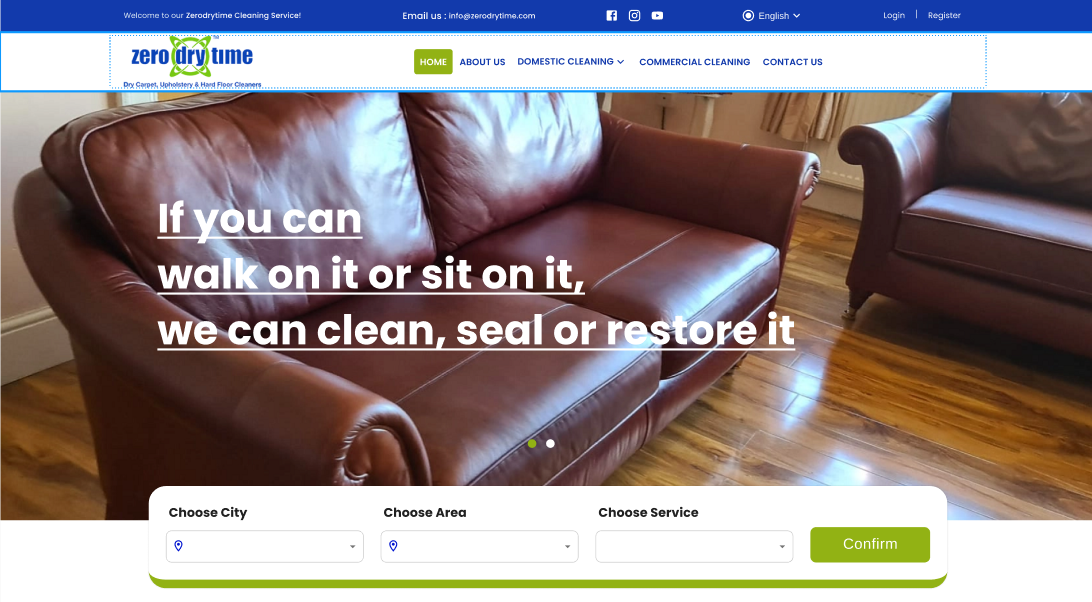 Welcome to our Zerodrytime Cleaning Service!
Email us : info@zerodrytime.com
English
Login | Register
zero dry time
TM
Dry Carpet, Upholstery & Hard Floor Cleaners
HOME
ABOUT US
DOMESTIC CLEANING
COMMERCIAL CLEANING
CONTACT US
If you can
walk on it or sit on it,
we can clean, seal or restore it
Choose City
Choose Area
Choose Service
Confirm